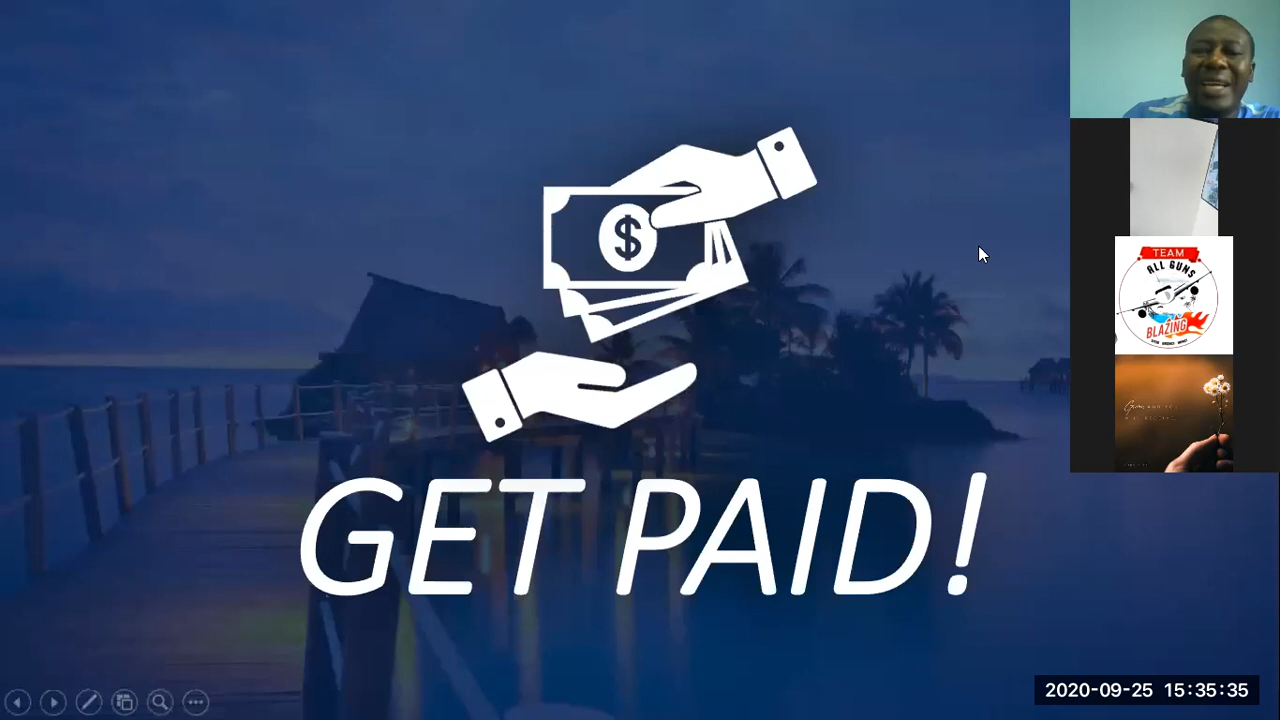 GET PAID!
$
TEAM
ALL GUNS
BLAZING
2020-09-25 15:35:35